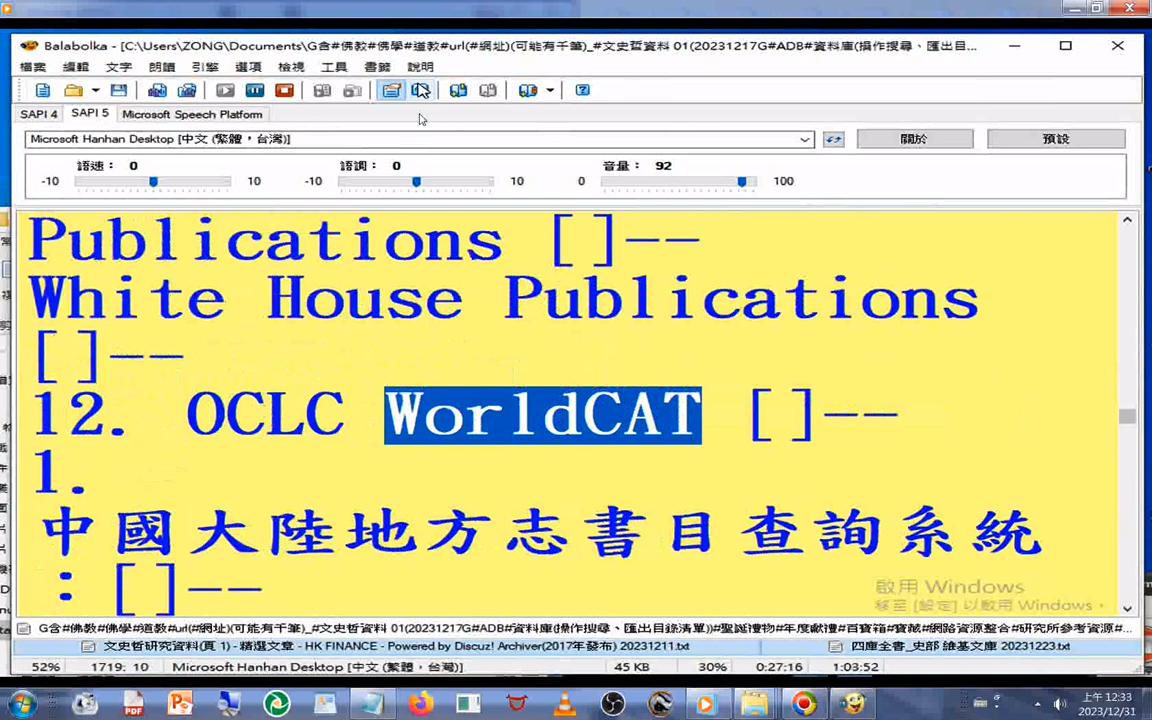 Balabolka - [C:\Users\ZONG\Documents\G含#佛教#佛學#道教#url(#網址)(可能有千筆)_#文史哲資料 01(20231217G#ADB#資料庫(操作搜尋、匯出目...
檔案 編輯 文字 朗讀 引擎 選項 檢視 工具 書籤 說明
SAPI 4 SAPI 5 Microsoft Speech Platform
Microsoft Hanhan Desktop [中文 (繁體，台灣)] 關於 預設
語速： 0 語調： 0 音量： 92
-10 10 -10 10 0 100
Publications []--
White House Publications
[]--
12. OCLC WorldCAT []--
1.
中國大陸地方志書目查詢系統
：[]--
啟用 Windows
移至 [設定] 以啟用 Windows。
G含#佛教#佛學#道教#url(#網址)(可能有千筆)_#文史哲資料 01(20231217G#ADB#資料庫(操作搜尋、匯出目錄清單))#聖誕禮物#年度獻禮#百寶箱#寶藏#網路資源整合#研究所參考資源#...
文史哲研究資料(頁 1) - 精選文章 - HK FINANCE - Powered by Discuz! Archiver(2017年發布) 20231211.txt 四庫全書_史部 維基文庫 20231223.txt
52% 1719: 10 Microsoft Hanhan Desktop [中文 (繁體，台灣)] 45 KB 30% 0:27:16 1:03:52
上午 12:33
2023/12/31